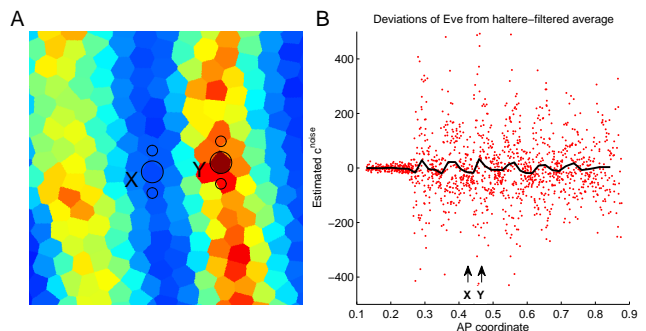 A
X
Y
B
Deviations of Eve from haltere−filtered average
Estimated c^noise
500
400
200
0
−200
−400
X Y
0.1 0.2 0.3 0.4 0.5 0.6 0.7 0.8 0.9
AP coordinate